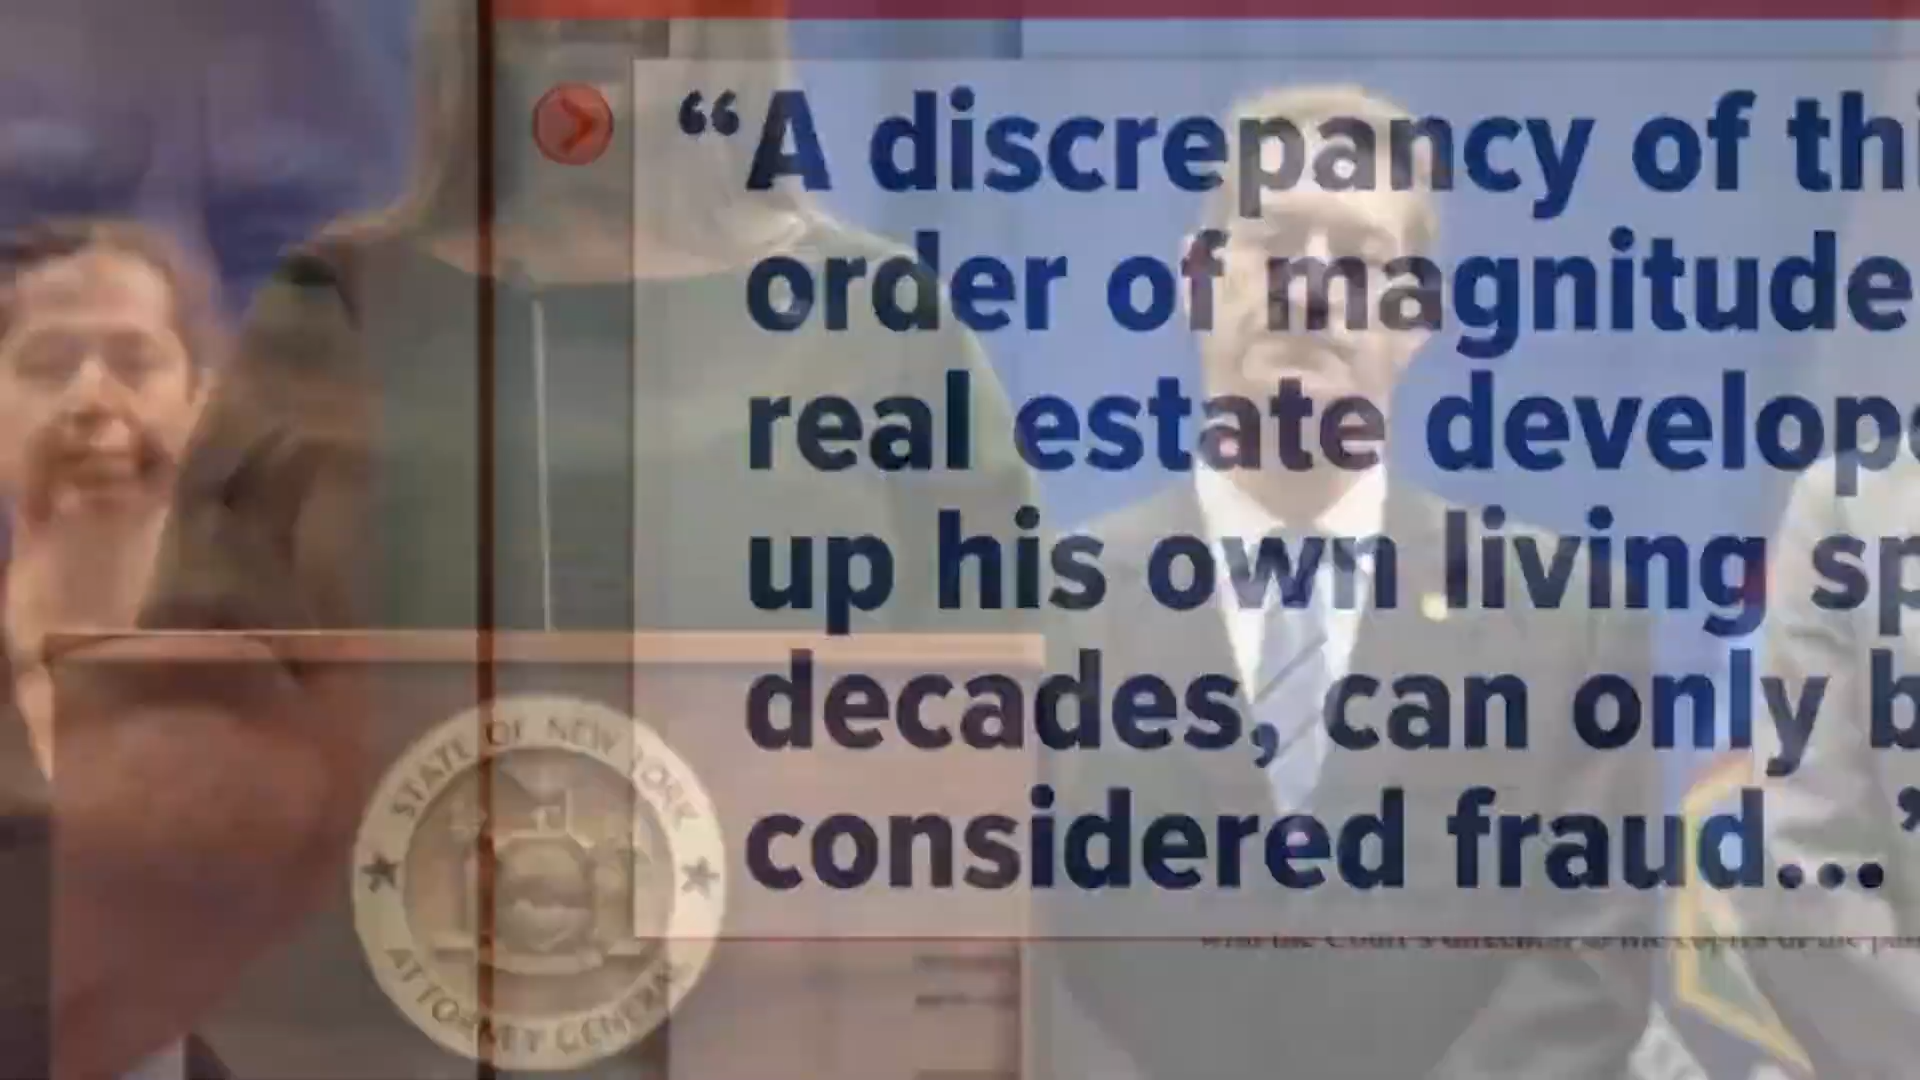 “A discrepancy of thi
order of magnitude
real estate develop
up his own living sp
decades, can only b
considered fraud...”
STATE OF NEW YORK
ATTORNEY GENERAL